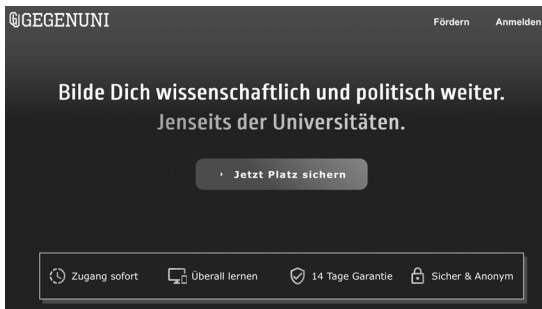 GEGENUNI
Fördern Anmelden
Bilde Dich wissenschaftlich und politisch weiter.
Jenseits der Universitäten.
Jetzt Platz sichern
Zugang sofort Überall lernen 14 Tage Garantie Sicher & Anonym